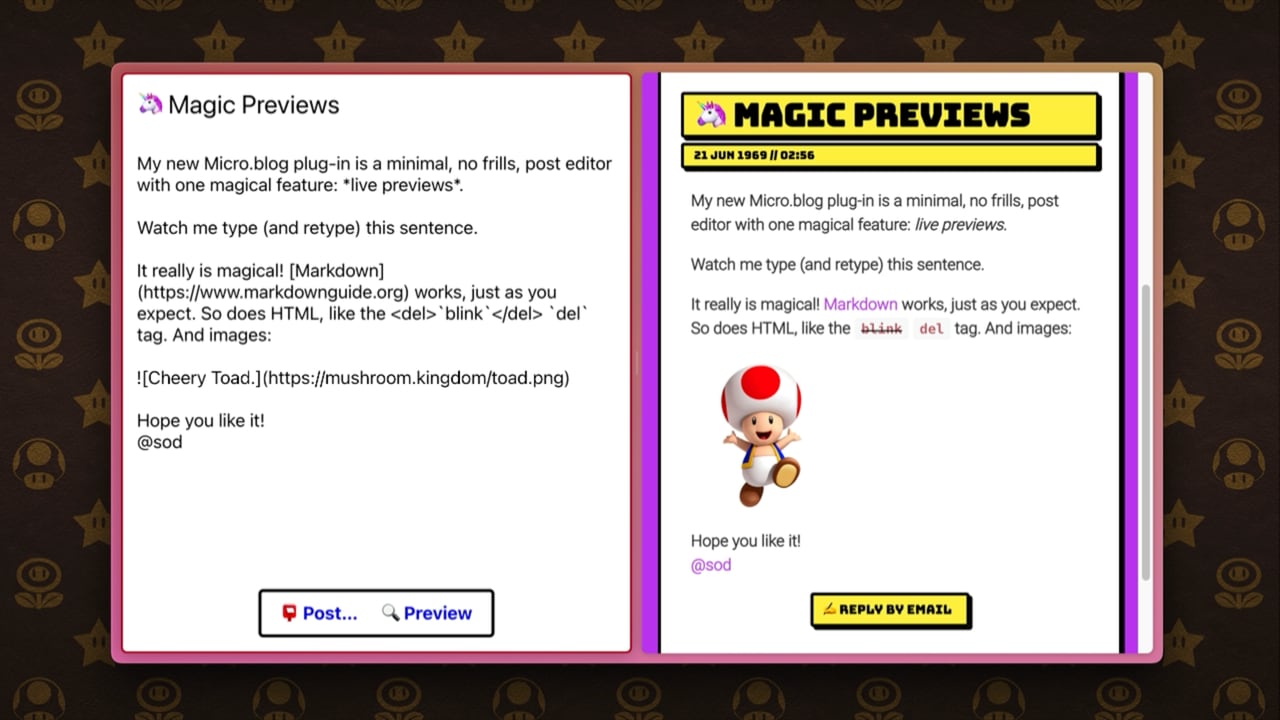 🦄 Magic Previews
My new Micro.blog plug-in is a minimal, no frills, post editor
with one magical feature: *live previews*.
Watch me type (and retype) this sentence.
It really is magical! [Markdown]
(https://www.markdownguide.org) works, just as you
expect. So does HTML, like the <del>`blink`</del> `del`
tag. And images:
![Cheery Toad.](https://mushroom.kingdom/toad.png)
Hope you like it!
@sod
📮 Post... 🔍 Preview
🦄 MAGIC PREVIEWS
21 JUN 1969 // 02:56
My new Micro.blog plug-in is a minimal, no frills, post
editor with one magical feature: live previews.
Watch me type (and retype) this sentence.
It really is magical! Markdown works, just as you expect.
So does HTML, like the blink del tag. And images:
Hope you like it!
@sod
✍️ REPLY BY EMAIL